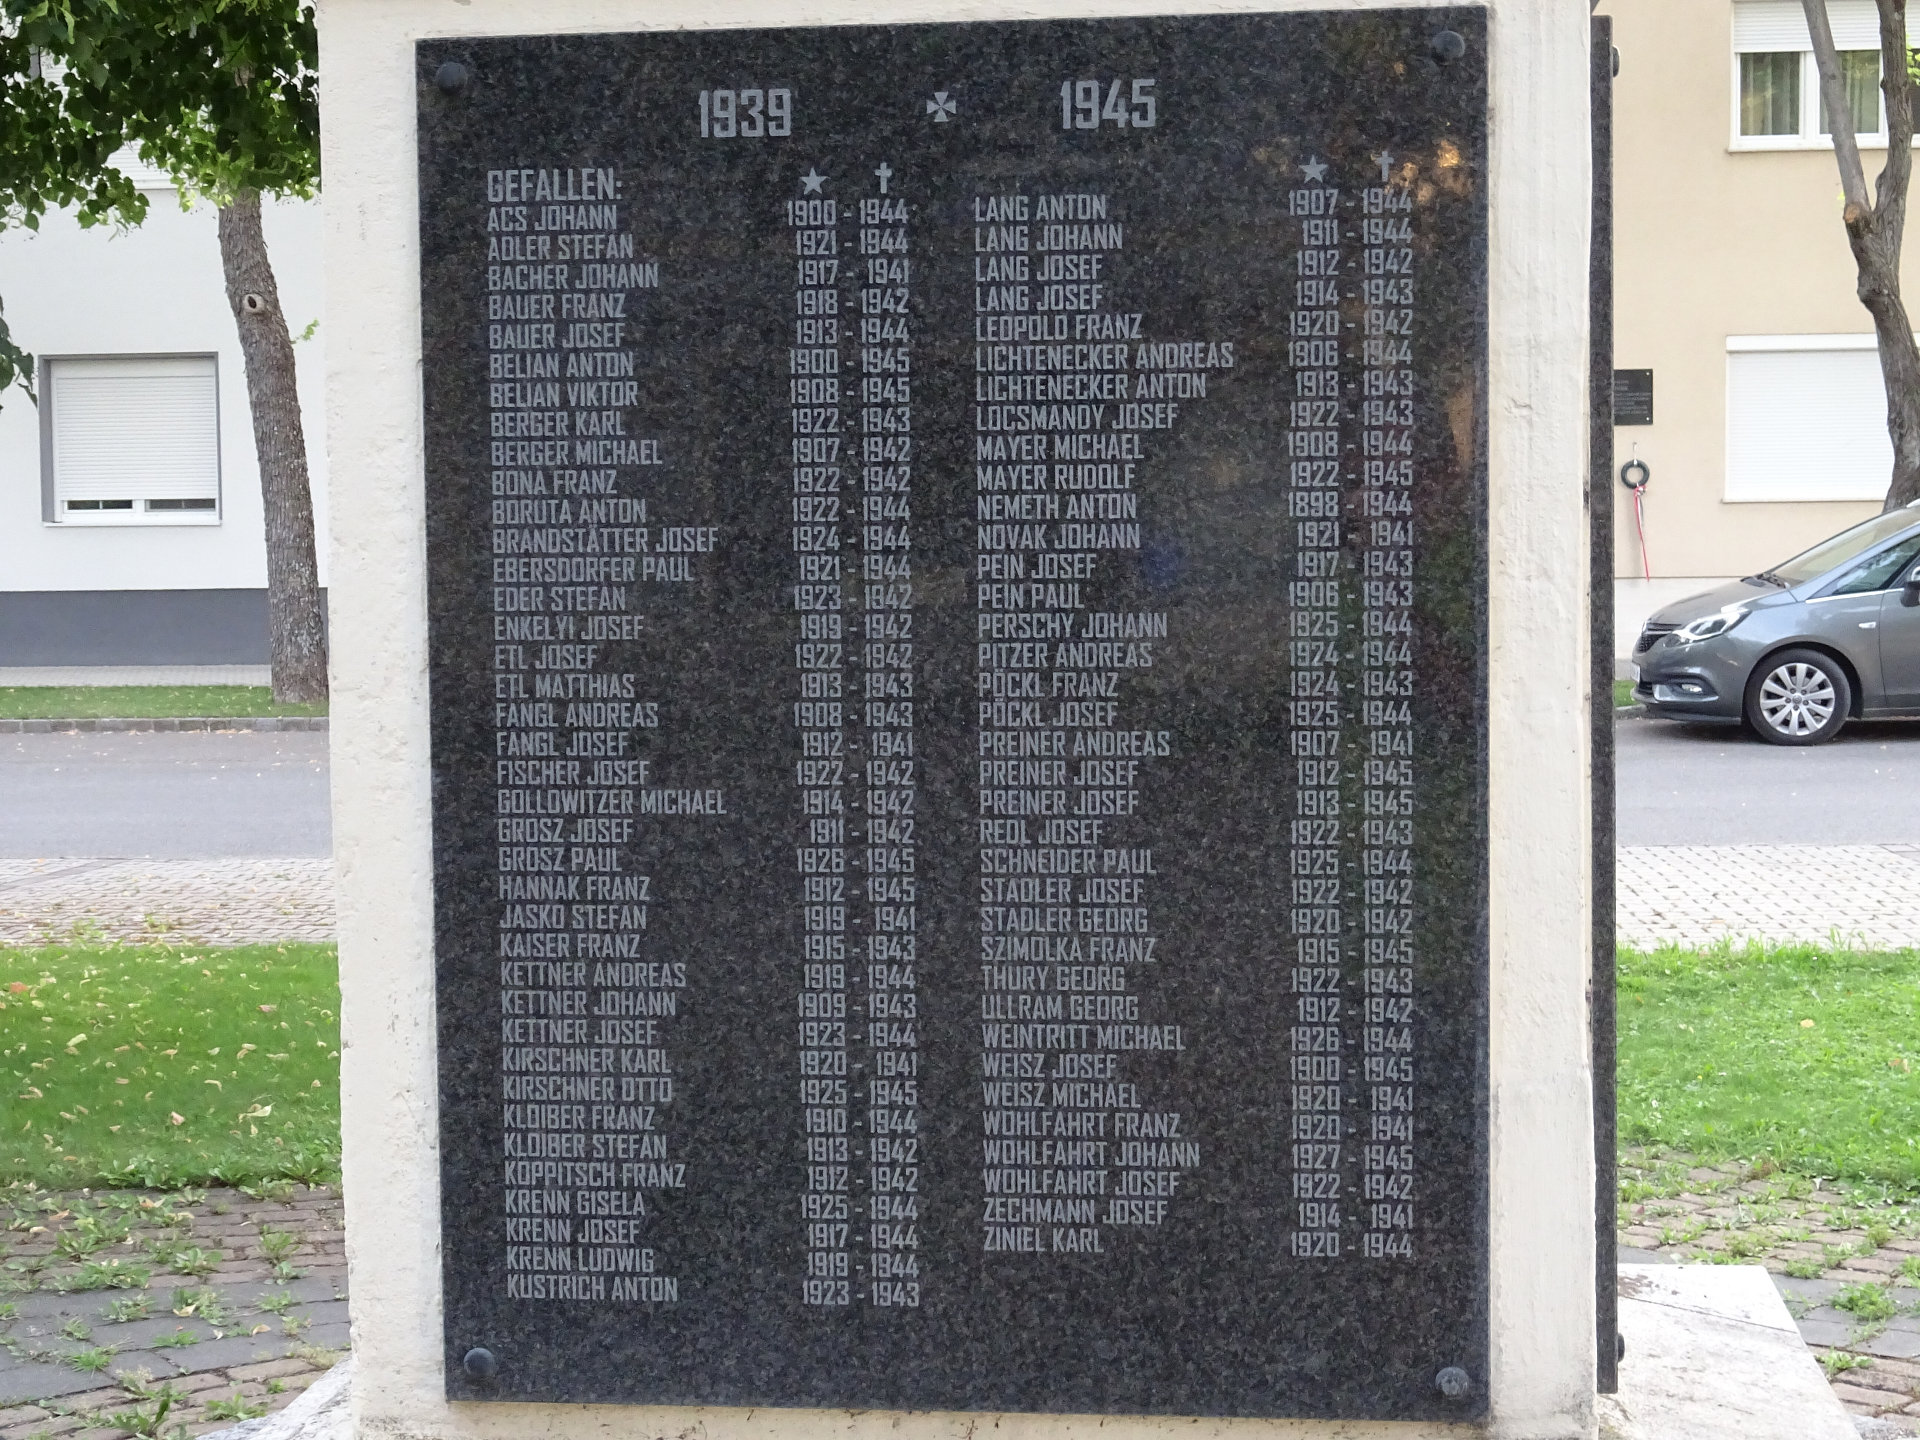 1939 1945
GEFALLEN:
ACS JOHANN 1900 - 1944
ADLER STEFAN 1921 - 1944
BACHER JOHANN 1917 - 1941
BAUER FRANZ 1918 - 1942
BAUER JOSEF 1913 - 1944
BELIAN ANTON 1900 - 1945
BELIAN VIKTOR 1908 - 1945
BERGER KARL 1922 - 1943
BERGER MICHAEL 1907 - 1942
BONA FRANZ 1922 - 1942
BORUTA ANTON 1922 - 1944
BRANDSTÄTTER JOSEF 1924 - 1944
EBERSDORFER PAUL 1921 - 1944
EDER STEFAN 1923 - 1942
ENKELYI JOSEF 1919 - 1942
ETL JOSEF 1922 - 1942
ETL MATTHIAS 1913 - 1943
FANGL ANDREAS 1908 - 1943
FANGL JOSEF 1912 - 1941
FISCHER JOSEF 1922 - 1942
GOLLOWITZER MICHAEL 1914 - 1942
GROSZ JOSEF 1911 - 1942
GROSZ PAUL 1926 - 1945
HANNAK FRANZ 1912 - 1945
JASKO STEFAN 1919 - 1941
KAISER FRANZ 1915 - 1943
KETTNER ANDREAS 1919 - 1944
KETTNER JOHANN 1909 - 1943
KETTNER JOSEF 1923 - 1944
KIRSCHNER KARL 1920 - 1941
KIRSCHNER OTTO 1925 - 1945
KLOIBER FRANZ 1910 - 1944
KLOIBER STEFAN 1913 - 1942
KOPPITSCH FRANZ 1912 - 1942
KRENN GISELA 1925 - 1944
KRENN JOSEF 1917 - 1944
KRENN LUDWIG 1919 - 1944
KUSTRICH ANTON 1923 - 1943
LANG ANTON 1907 - 1944
LANG JOHANN 1911 - 1944
LANG JOSEF 1912 - 1942
LANG JOSEF 1914 - 1943
LEOPOLD FRANZ 1920 - 1942
LICHTENECKER ANDREAS 1906 - 1944
LICHTENECKER ANTON 1913 - 1943
LOCSMANDY JOSEF 1922 - 1943
MAYER MICHAEL 1908 - 1944
MAYER RUDOLF 1922 - 1945
NEMETH ANTON 1898 - 1944
NOVAK JOHANN 1921 - 1941
PEIN JOSEF 1917 - 1943
PEIN PAUL 1906 - 1943
PERSCHY JOHANN 1925 - 1944
PITZER ANDREAS 1924 - 1944
PÖCKL FRANZ 1924 - 1943
PÖCKL JOSEF 1925 - 1944
PREINER ANDREAS 1907 - 1941
PREINER JOSEF 1912 - 1945
PREINER JOSEF 1913 - 1945
REDL JOSEF 1922 - 1943
SCHNEIDER PAUL 1925 - 1944
STADLER JOSEF 1922 - 1942
STADLER GEORG 1920 - 1942
SZIMOLKA FRANZ 1915 - 1945
THURY GEORG 1922 - 1943
ULLRAM GEORG 1912 - 1942
WEINTRITT MICHAEL 1926 - 1944
WEISZ JOSEF 1900 - 1945
WEISZ MICHAEL 1920 - 1941
WOHLFAHRT FRANZ 1920 - 1941
WOHLFAHRT JOHANN 1927 - 1945
WOHLFAHRT JOSEF 1922 - 1942
ZECHMANN JOSEF 1914 - 1941
ZINIEL KARL 1920 - 1944